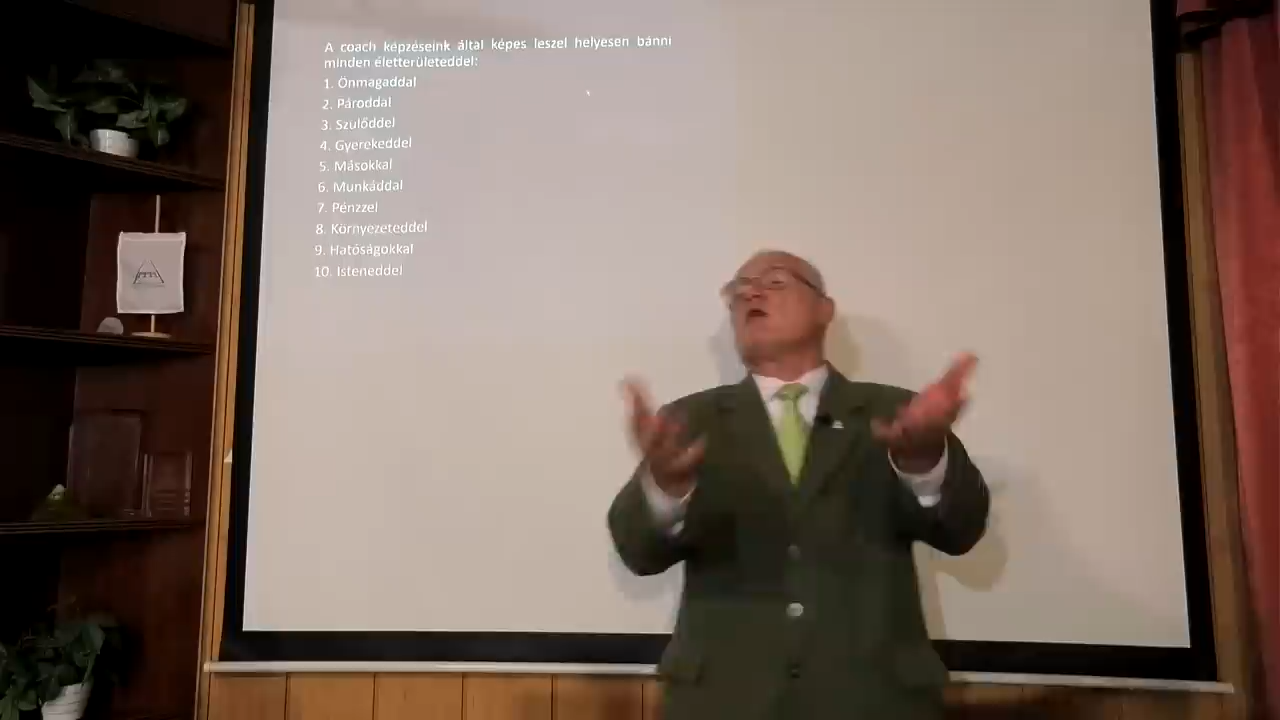 A coach képzéseink által képes leszel helyesen bánni
minden életterületeddel:
1. Önmagaddal
2. Pároddal
3. Szülőddel
4. Gyerekeddel
5. Másokkal
6. Munkáddal
7. Pénzzel
8. Környezeteddel
9. Hatóságokkal
10. Isteneddel